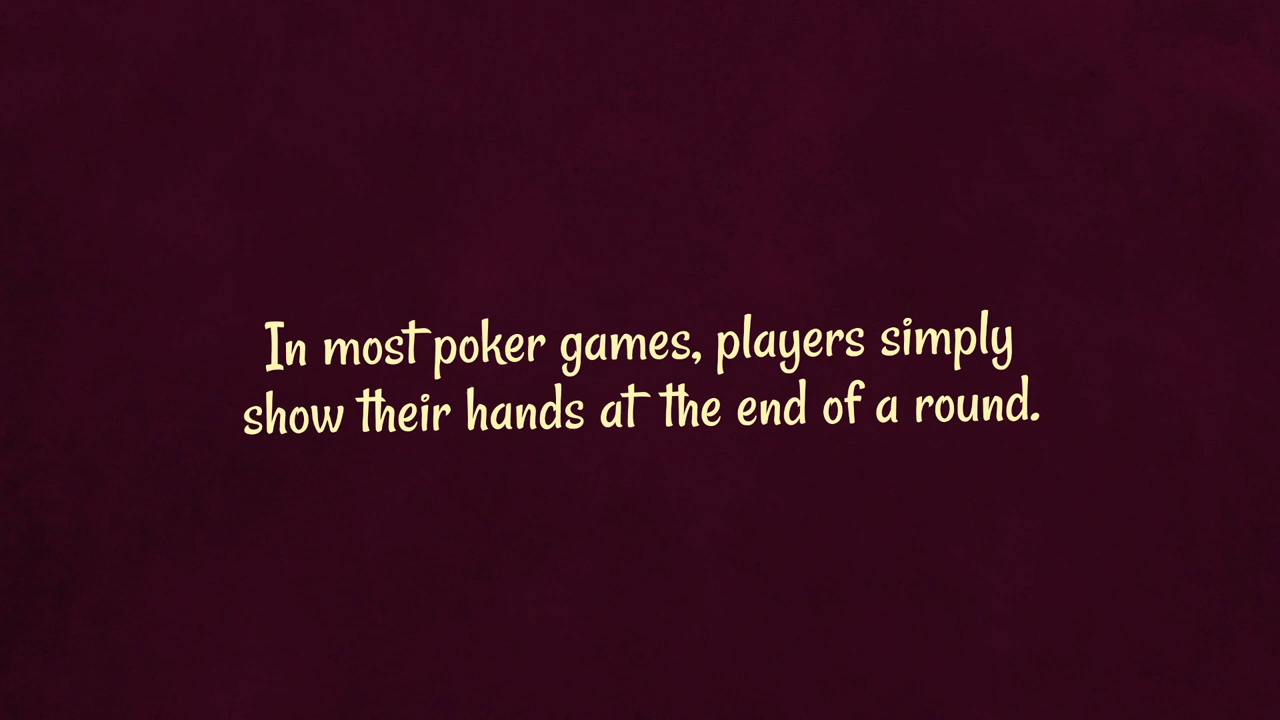 In most poker games, players simply
show their hands at the end of a round.